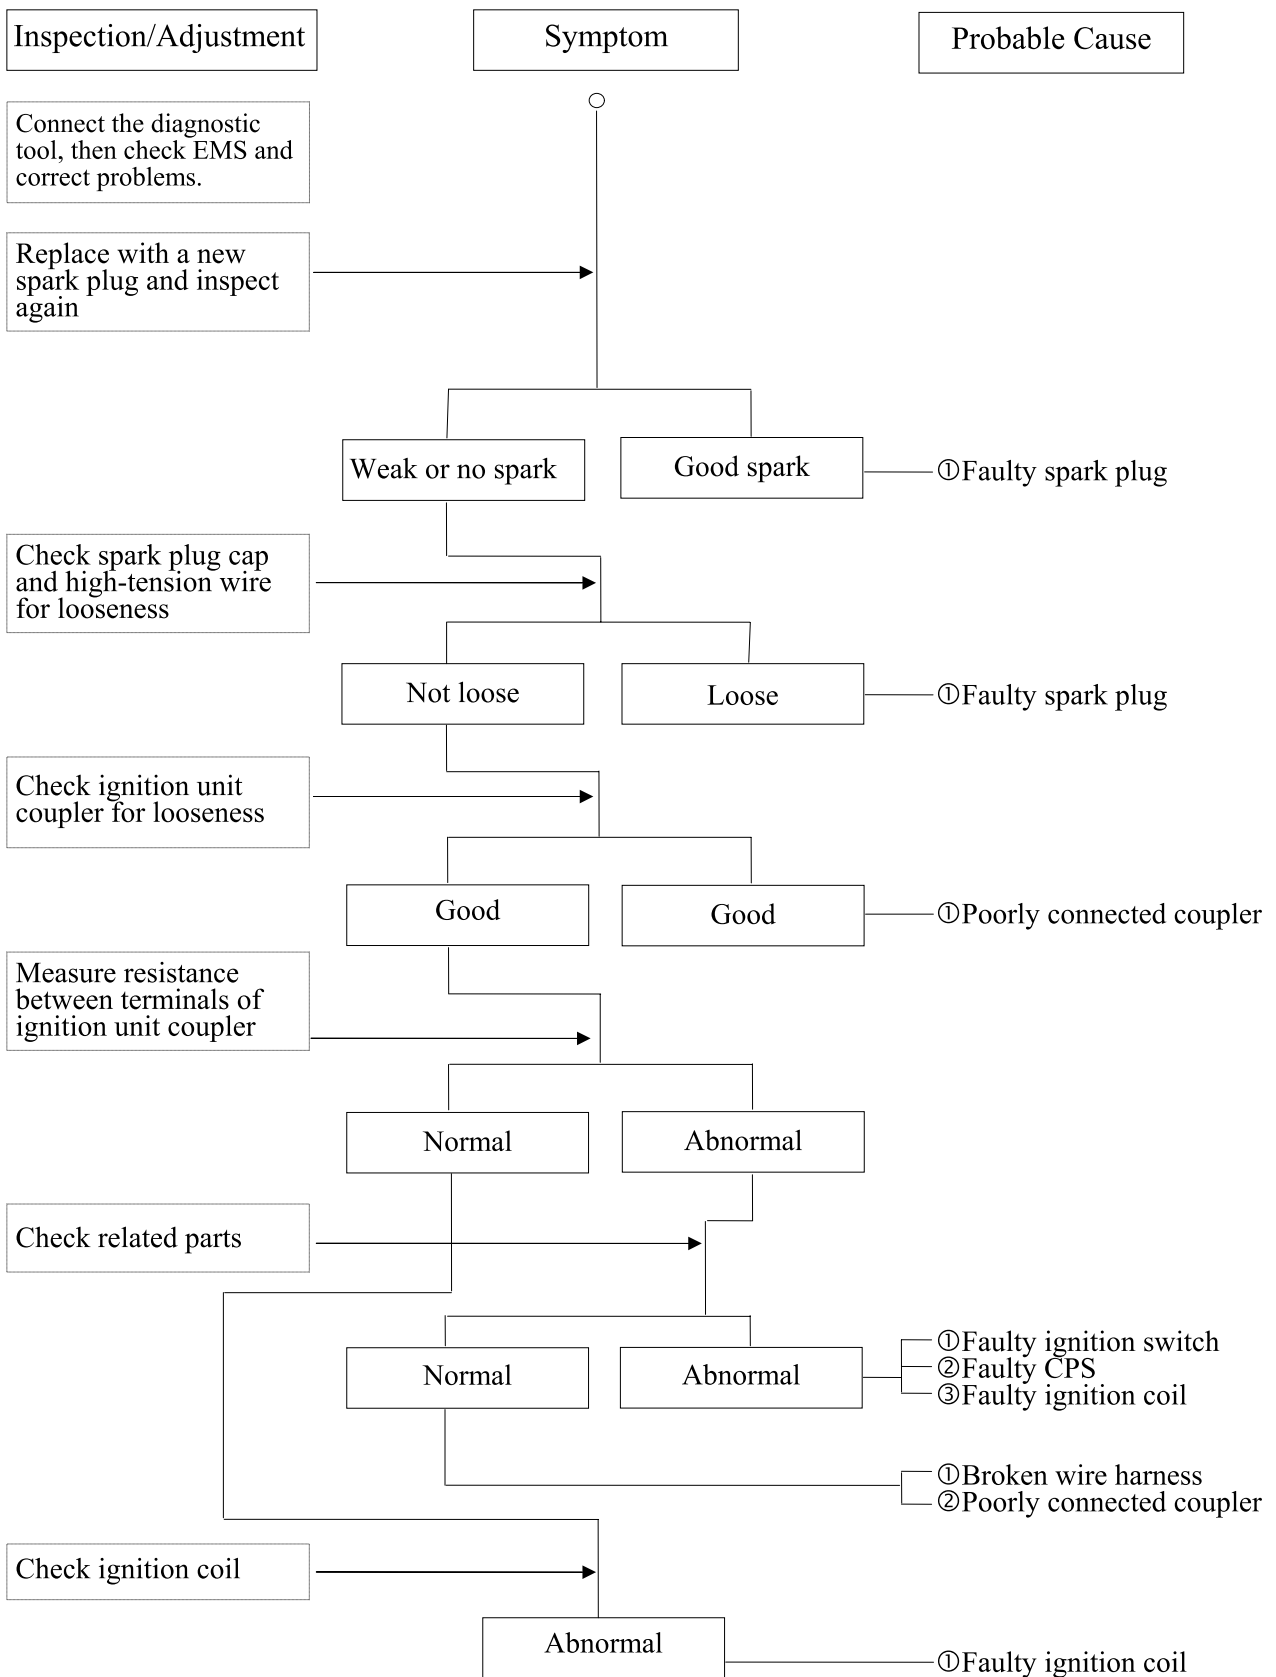 Inspection/Adjustment
Symptom
Probable Cause
Connect the diagnostic
tool, then check EMS and
correct problems.
Replace with a new
spark plug and inspect
again
Weak or no spark
Good spark
①Faulty spark plug
Check spark plug cap
and high-tension wire
for looseness
Not loose
Loose
①Faulty spark plug
Check ignition unit
coupler for looseness
Good
Good
①Poorly connected coupler
Measure resistance
between terminals of
ignition unit coupler
Normal
Abnormal
Check related parts
Normal
Abnormal
①Faulty ignition switch
②Faulty CPS
③Faulty ignition coil
①Broken wire harness
②Poorly connected coupler
Check ignition coil
Abnormal
①Faulty ignition coil